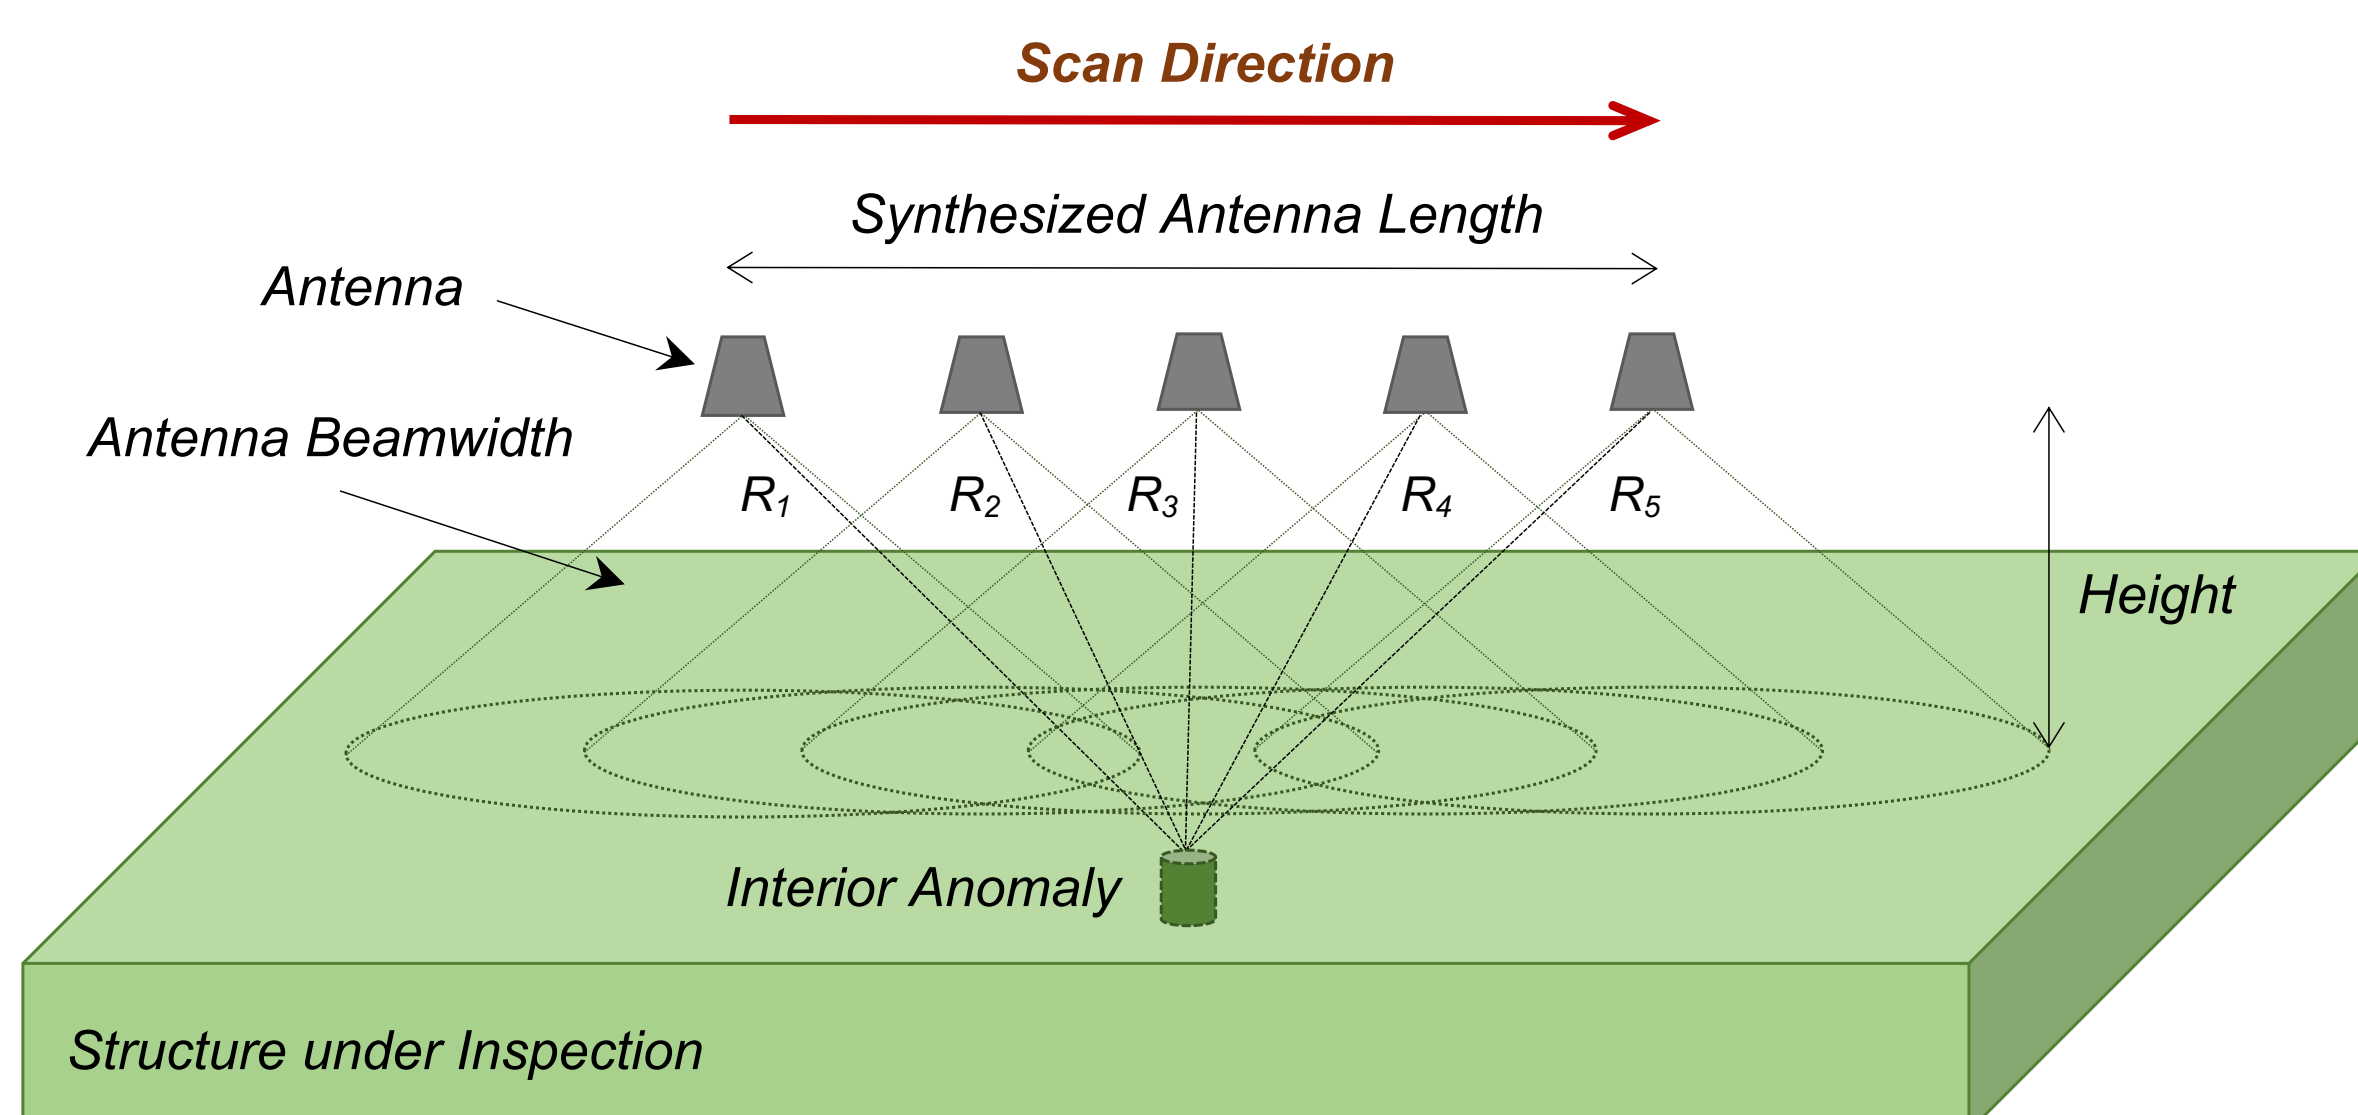 Scan Direction
Synthesized Antenna Length
Antenna
Antenna Beamwidth
R1 R2 R3 R4 R5
Height
Interior Anomaly
Structure under Inspection